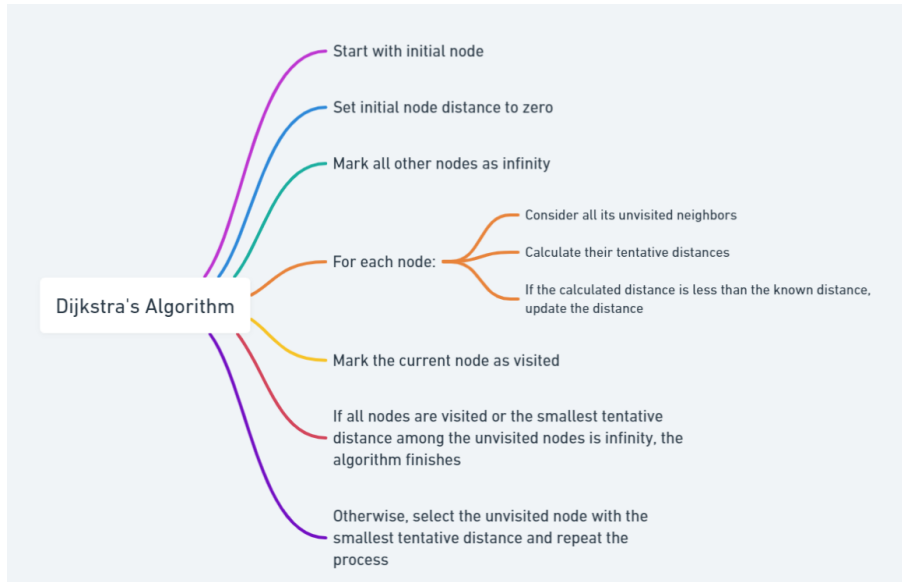 Start with initial node
Set initial node distance to zero
Mark all other nodes as infinity
Consider all its unvisited neighbors
For each node:
Calculate their tentative distances
If the calculated distance is less than the known distance,
update the distance
Dijkstra's Algorithm
Mark the current node as visited
If all nodes are visited or the smallest tentative
distance among the unvisited nodes is infinity, the
algorithm finishes
Otherwise, select the unvisited node with the
smallest tentative distance and repeat the
process